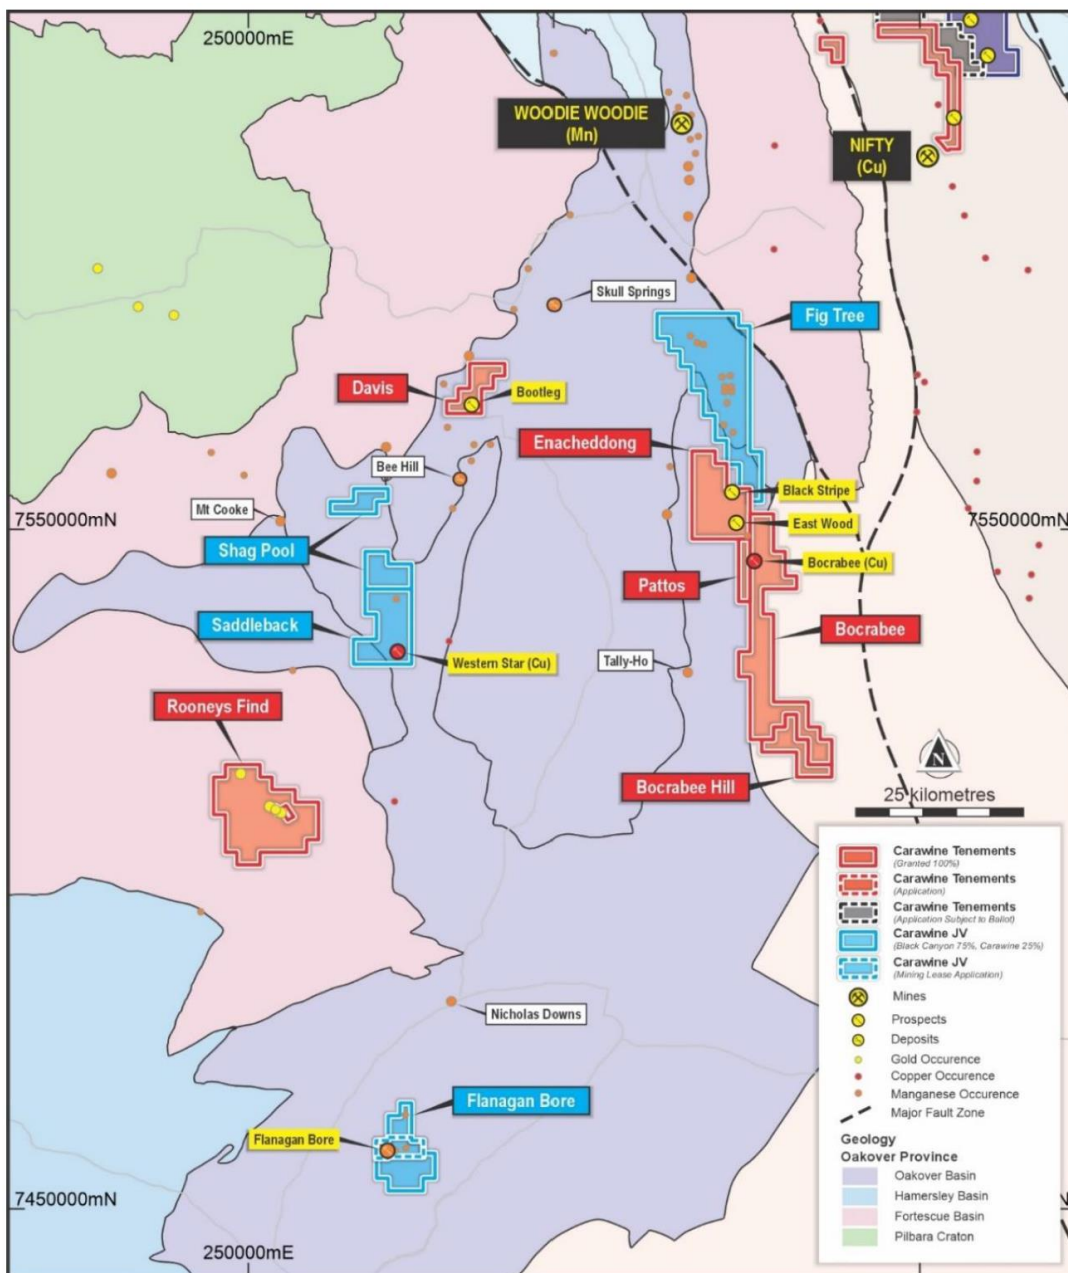 250000mE
WOODIE WOODIE
(Mn)
NIFTY
(Cu)
Skull Springs
Fig Tree
Davis
Bootleg
Enacheddong
Bee Hill
Black Stripe
Mt Cooke
7550000mN
7550000mN
East Wood
Shag Pool
Bocrabee (Cu)
Pattos
Saddleback
Bocrabee
Western Star (Cu)
Tally-Ho
Rooneys Find
N
Bocrabee Hill
25 kilometres
Carawine Tenements
(Granted 100%)
Carawine Tenements
(Application)
Carawine Tenements
(Application Subject to Ballot)
Carawine JV
(Black Canyon 75%, Carawine 25%)
Carawine JV
(Mining Lease Application)
Mines
Prospects
Deposits
Gold Occurence
Copper Occurence
Manganese Occurence
Major Fault Zone
Geology
Oakover Province
Oakover Basin
Hamersley Basin
Fortescue Basin
Pilbara Craton
Nicholas Downs
Flanagan Bore
Flanagan Bore
7450000mN
250000mE